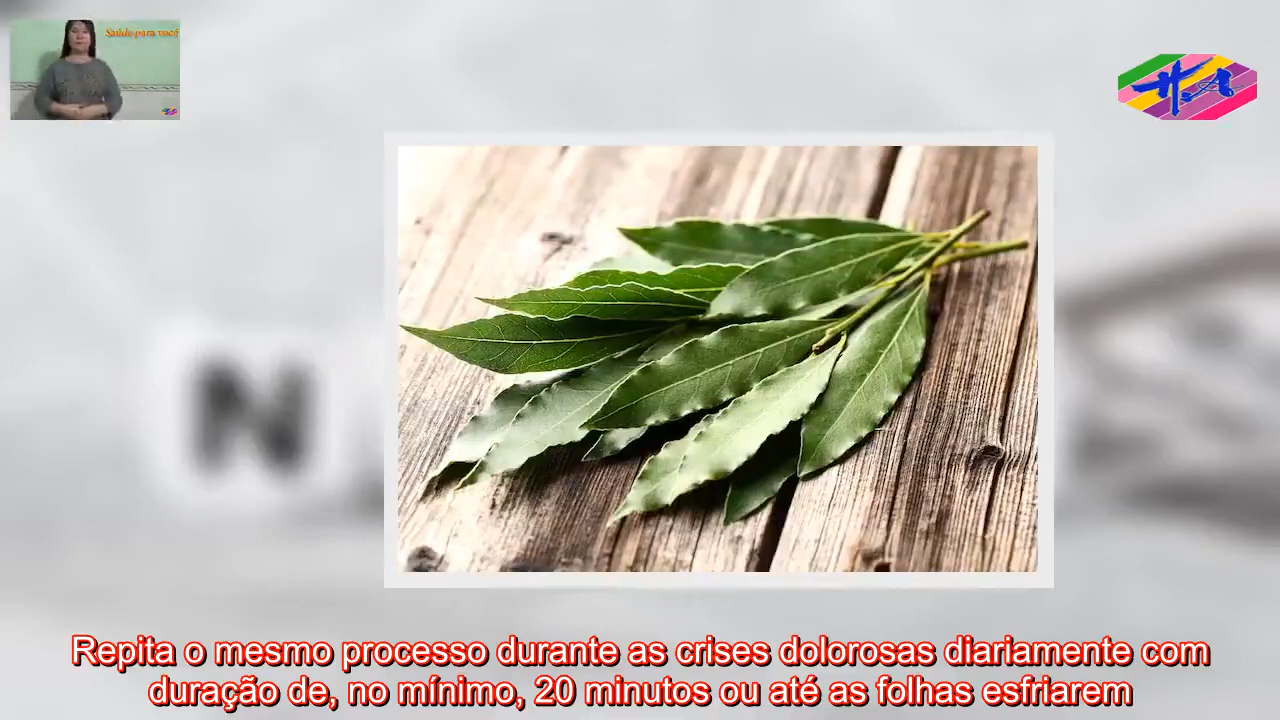 Saúde para você
H.A
N
Repita o mesmo processo durante as crises dolorosas diariamente com
duração de, no mínimo, 20 minutos ou até as folhas esfriarem